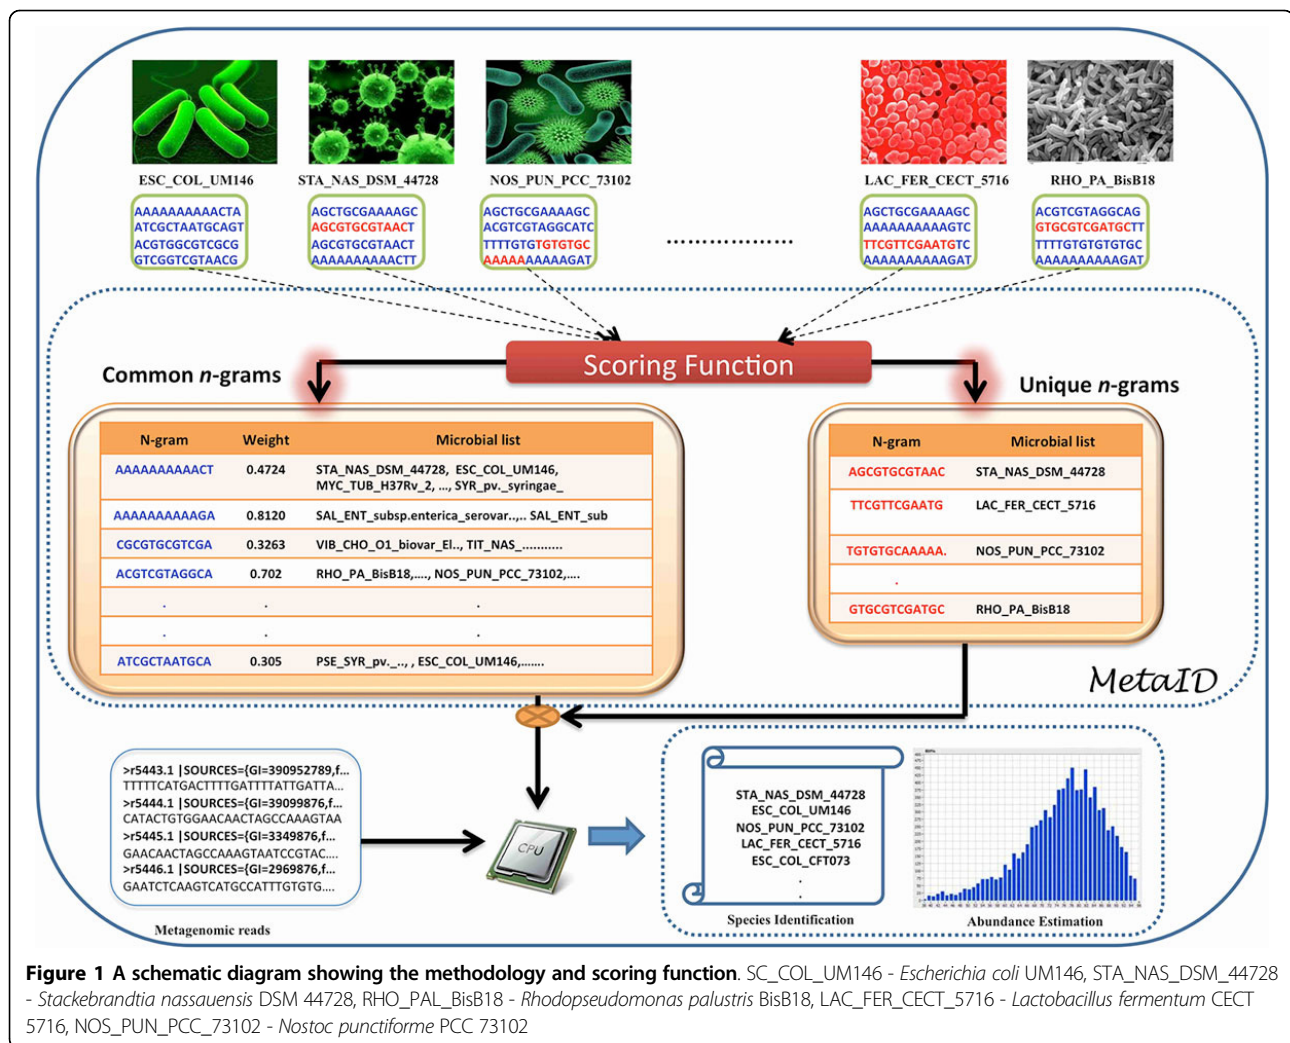 ESC_COL_UM146
STA_NAS_DSM_44728
NOS_PUN_PCC_73102
LAC_FER_CECT_5716
RHO_PA_BisB18
AAAAAAAAAACTA
ATCGCTAATGCAGT
ACGTGGCGTCGCG
GTCGGTCGTAACG
AGCTGCGAAAAGC
AGCGTGCGTAACT
AGCGTGCGTAACT
AAAAAAAAAACTT
AGCTGCGAAAAGC
ACGTCGTAGGCATC
TTTTGTGTGTGTGC
AAAAAAAAAAGAT
....................
AGCTGCGAAAAGC
AAAAAAAAAAGTC
TTCGTTCGAATGTC
AAAAAAAAAAGAT
ACGTCGTAGGCAG
GTGCGTCGATGCTT
TTTTGTGTGTGTGC
AAAAAAAAAAGAT
Scoring Function
Common n-grams
Unique n-grams
N-gram Weight Microbial list
AAAAAAAAAACT 0.4724 STA_NAS_DSM_44728, ESC_COL_UM146,
MYC_TUB_H37Rv_2, ..., SYR_pv._syringae_
AAAAAAAAAAGA 0.8120 SAL_ENT_subsp.enterica_serovar..,.. SAL_ENT_sub
CGCGTGCGTCGA 0.3263 VIB_CHO_O1_biovar_El.., TIT_NAS_...........
ACGTCGTAGGCA 0.702 RHO_PA_BisB18,...., NOS_PUN_PCC_73102,....
. . .
. . .
ATCGCTAATGCA 0.305 PSE_SYR_pv._.., , ESC_COL_UM146,.......
N-gram Microbial list
AGCGTGCGTAAC STA_NAS_DSM_44728
TTCGTTCGAATG LAC_FER_CECT_5716
TGTGTGCAAAAA. NOS_PUN_PCC_73102
.
GTGCGTCGATGC RHO_PA_BisB18
MetaID
>r5443.1 |SOURCES={GI=390952789,f...
TTTTTCATGACTTTTGATTTTATTGATTA...
>r5444.1 |SOURCES={GI=39099876,f...
CATACTGTGGAACAACTAGCCAAAGTAA
>r5445.1 |SOURCES={GI=3349876,f...
GAACAACTAGCCAAAGTAATCCGTAC....
>r5446.1 |SOURCES={GI=2969876,f...
GAATCTCAAGTCATGCCATTTGTGTG....
Metagenomic reads
CPU
STA_NAS_DSM_44728
ESC_COL_UM146
NOS_PUN_PCC_73102
LAC_FER_CECT_5716
ESC_COL_CFT073
.
.
Species Identification
Abundance Estimation
Figure 1 A schematic diagram showing the methodology and scoring function. SC_COL_UM146 - Escherichia coli UM146, STA_NAS_DSM_44728
- Stackebrandtia nassauensis DSM 44728, RHO_PAL_BisB18 - Rhodopseudomonas palustris BisB18, LAC_FER_CECT_5716 - Lactobacillus fermentum CECT
5716, NOS_PUN_PCC_73102 - Nostoc punctiforme PCC 73102